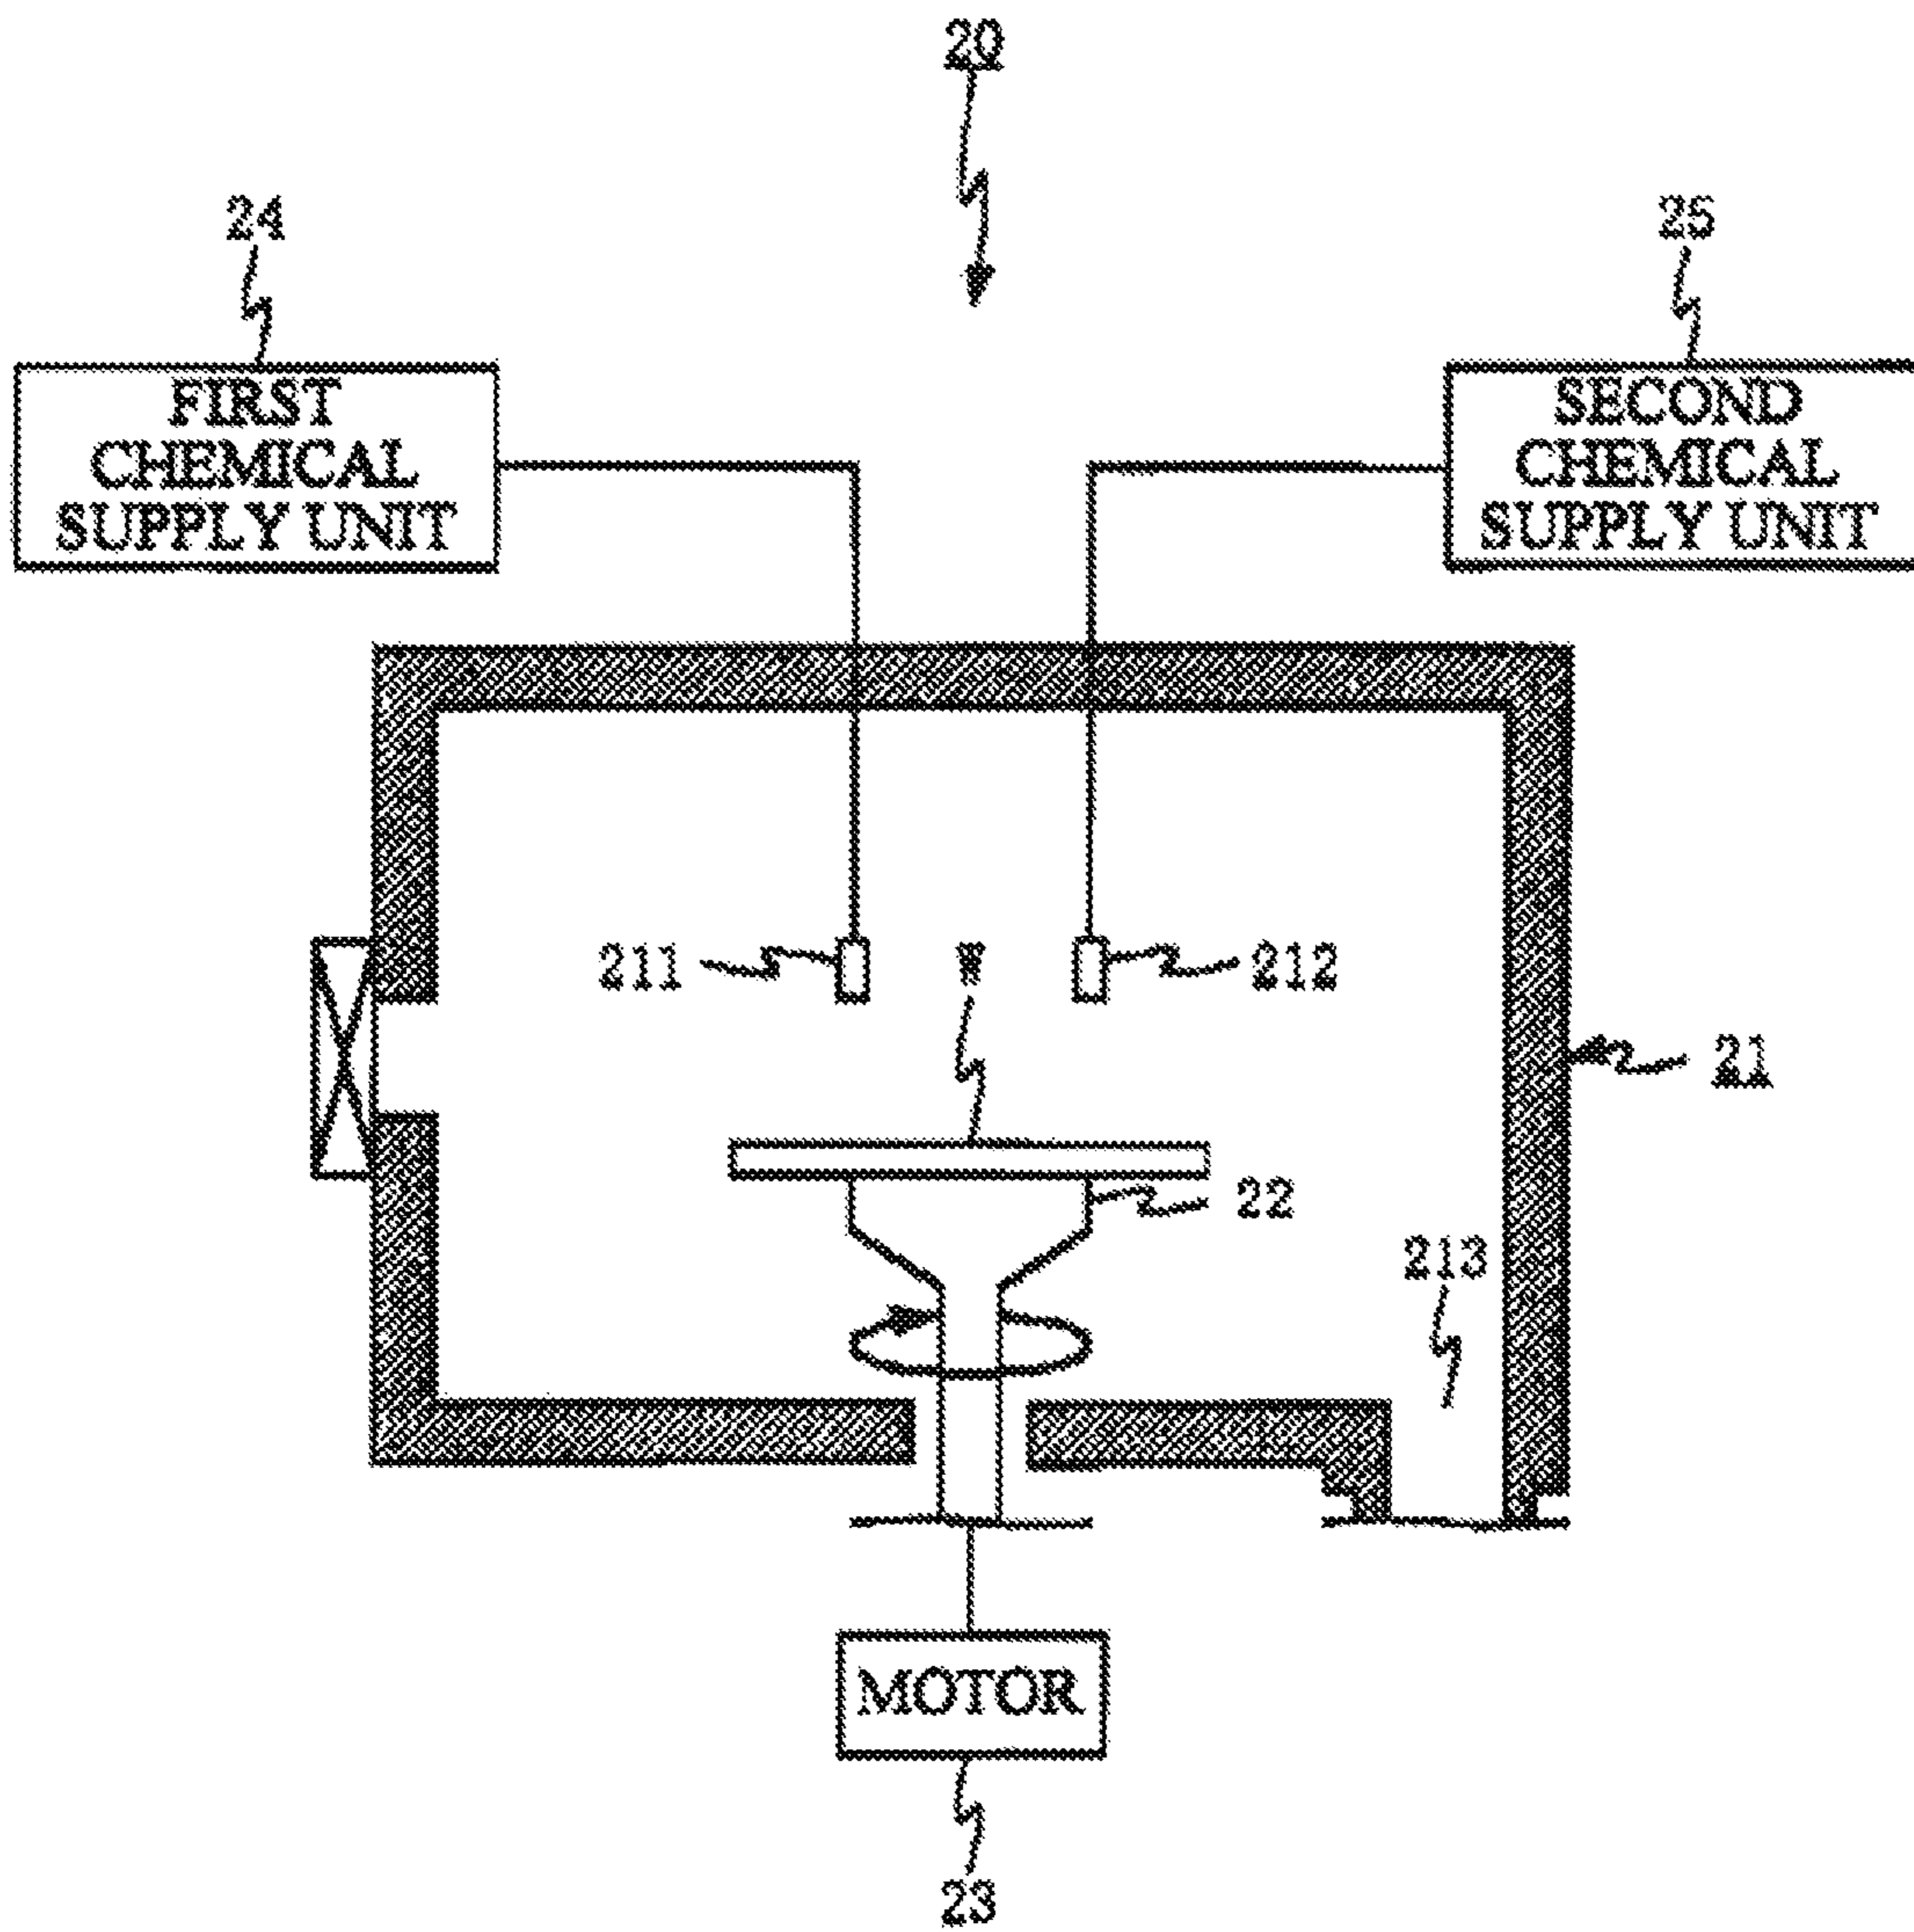 20
24
25
FIRST
CHEMICAL
SUPPLY UNIT
SECOND
CHEMICAL
SUPPLY UNIT
211
W
212
21
22
213
MOTOR
23